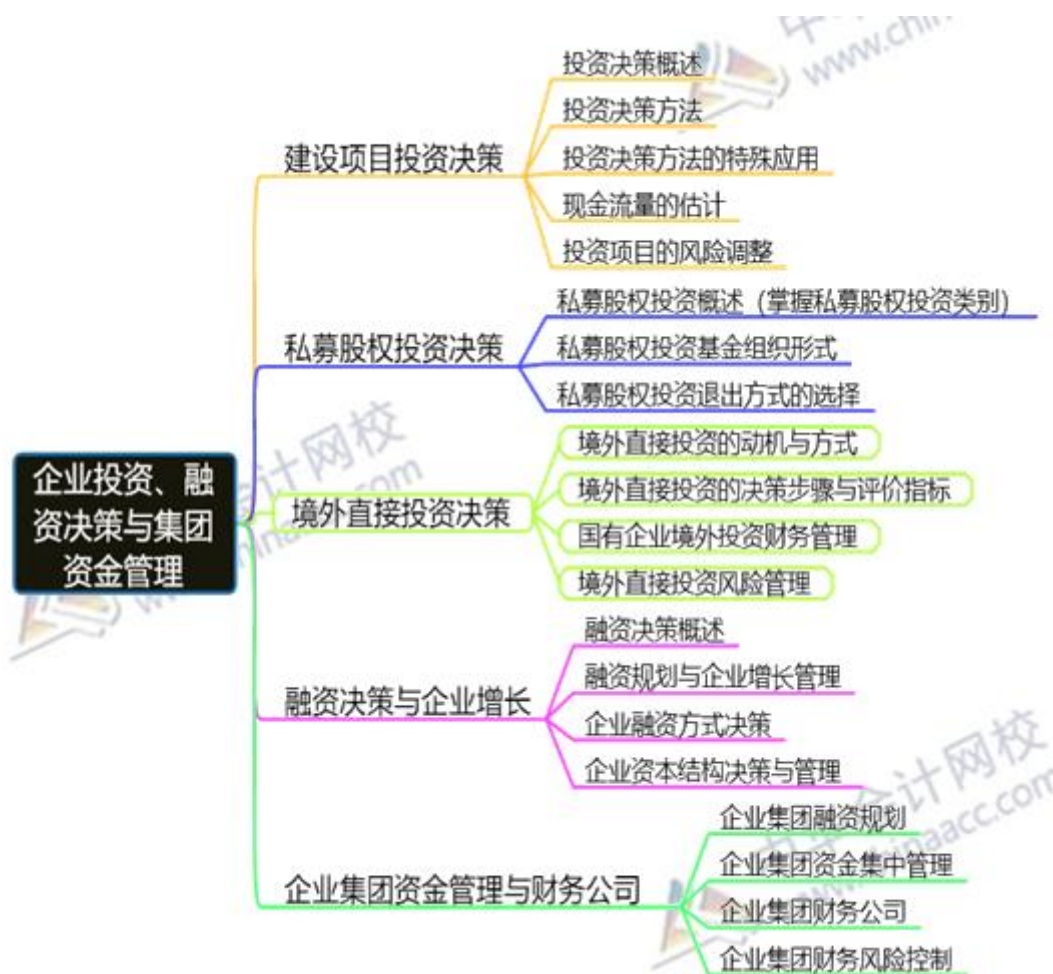 投资决策概述
投资决策方法
建设项目投资决策
投资决策方法的特殊应用
现金流量的估计
投资项目的风险调整
私募股权投资概述（掌握私募股权投资类别）
私募股权投资决策
私募股权投资基金组织形式
私募股权投资退出方式的选择
企业投资、融
资决策与集团
资金管理
境外直接投资的动机与方式
境外直接投资的决策步骤与评价指标
境外直接投资决策
国有企业境外投资财务管理
境外直接投资风险管理
融资决策概述
融资规划与企业增长管理
融资决策与企业增长
企业融资方式决策
企业资本结构决策与管理
企业集团融资规划
企业集团资金集中管理
企业集团资金管理与财务公司
企业集团财务公司
企业集团财务风险控制
www.chin
计网校
会计网校
chinaacc.com